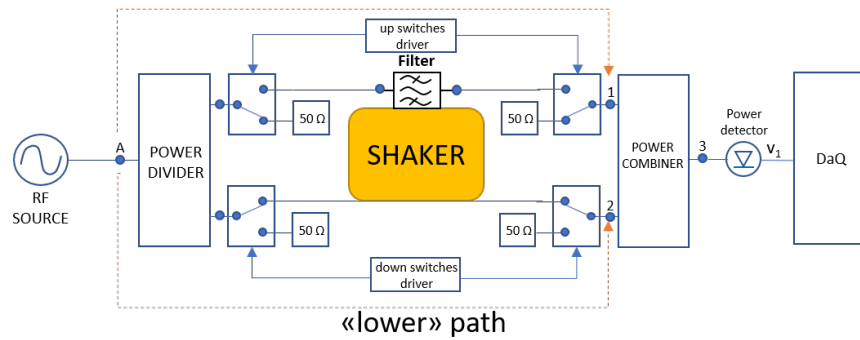 up switches
driver
Filter
50 Ω
50 Ω
1
A
POWER
DIVIDER
SHAKER
POWER
COMBINER
3
Power
detector
v1
DaQ
RF
SOURCE
2
50 Ω
50 Ω
down switches
driver
«lower» path